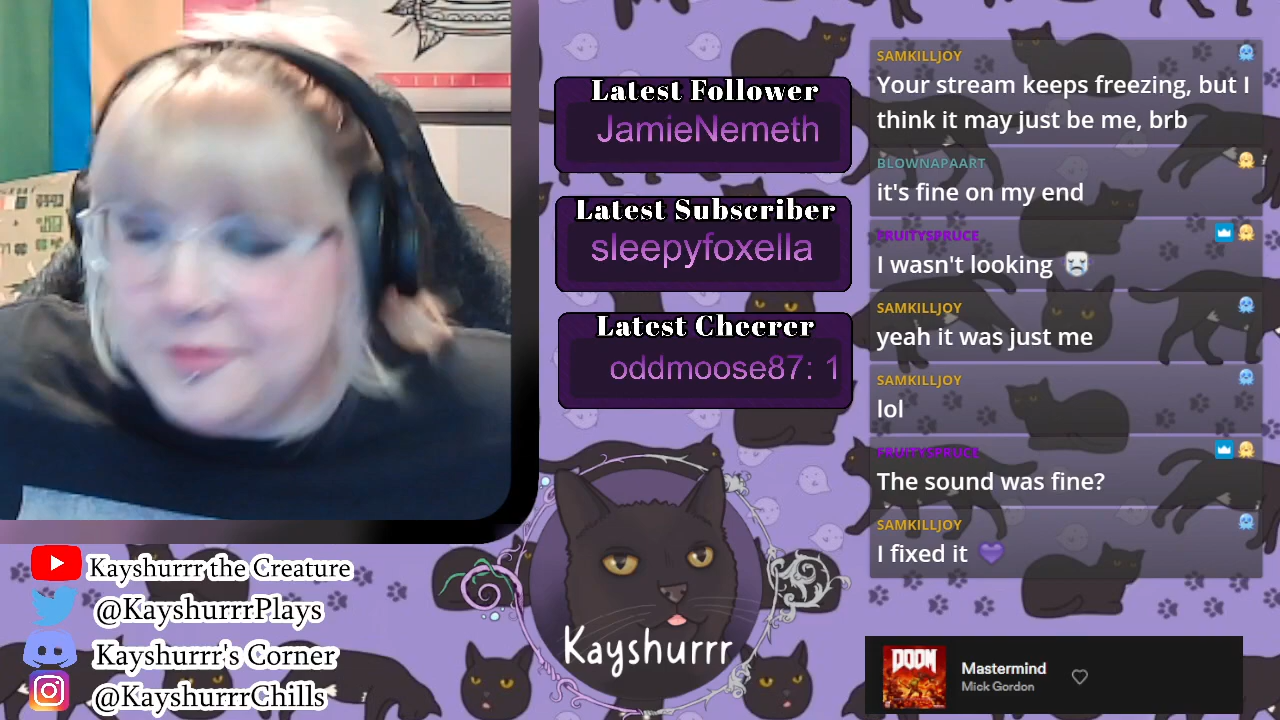 Latest Follower
JamieNemeth
Latest Subscriber
sleepyfoxella
Latest Cheerer
oddmoose87: 1
SAMKILLJOY
Your stream keeps freezing, but I
think it may just be me, brb
BLOWNAPAART
it's fine on my end
FRUITYSPRUCE
I wasn't looking
SAMKILLJOY
yeah it was just me
SAMKILLJOY
lol
FRUITYSPRUCE
The sound was fine?
SAMKILLJOY
I fixed it
Kayshurrr the Creature
@KayshurrrPlays
Kayshurrr's Corner
@KayshurrrChills
Kayshurrr
DOOM
Mastermind
Mick Gordon